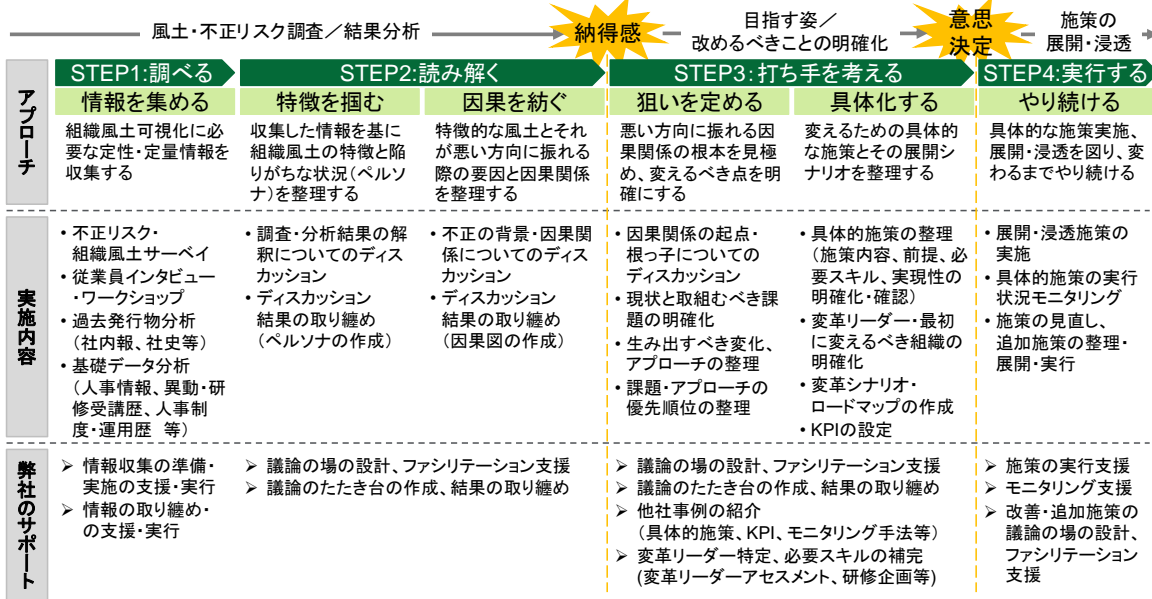 風土・不正リスク調査／結果分析
納得感
目指す姿／
改めるべきことの明確化
意思
決定
施策の
展開・浸透
アプローチ
STEP1:調べる
STEP2:読み解く
STEP3:打ち手を考える
STEP4:実行する
情報を集める
特徴を掴む
因果を紡ぐ
狙いを定める
具体化する
やり続ける
組織風土可視化に必
要な定性・定量情報を
収集する
収集した情報を基に
組織風土の特徴と陥
りがちな状況(ペルソ
ナ)を整理する
特徴的な風土とそれ
が悪い方向に振れる
際の要因と因果関係
を整理する
悪い方向に振れる因
果関係の根本を見極
め、変えるべき点を明
確にする
変えるための具体的
な施策とその展開シ
ナリオを整理する
具体的な施策実施、
展開・浸透を図り、変
わるまでやり続ける
実施内容
• 不正リスク・
組織風土サーベイ
• 従業員インタビュー
・ワークショップ
• 過去発行物分析
(社内報、社史等)
• 基礎データ分析
(人事情報、異動・研
修受講歴、人事制
度・運用歴 等)
• 調査・分析結果の解
釈についてのディス
カッション
• ディスカッション
結果の取り纏め
(ペルソナの作成)
• 不正の背景・因果関
係についてのディス
カッション
• ディスカッション
結果の取り纏め
(因果図の作成)
• 因果関係の起点・
根っ子についての
ディスカッション
• 現状と取組むべき課
題の明確化
• 生み出すべき変化、
アプローチの整理
• 課題・アプローチの
優先順位の整理
• 具体的施策の整理
(施策内容、前提、必
要スキル、実現性の
明確化・確認)
• 変革リーダー・最初
に変えるべき組織の
明確化
• 変革シナリオ・
ロードマップの作成
• KPIの設定
• 展開・浸透施策の
実施
• 具体的施策の実行
状況モニタリング
• 施策の見直し、
追加施策の整理・
展開・実行
弊社のサポート
➢ 情報収集の準備・
実施の支援・実行
➢ 情報の取り纏め・
の支援・実行
➢ 議論の場の設計、ファシリテーション支援
➢ 議論のたたき台の作成、結果の取り纏め
➢ 議論の場の設計、ファシリテーション支援
➢ 議論のたたき台の作成、結果の取り纏め
➢ 他社事例の紹介
(具体的施策、KPI、モニタリング手法等)
➢ 変革リーダー特定、必要スキルの補完
(変革リーダーアセスメント、研修企画等)
➢ 施策の実行支援
➢ モニタリング支援
➢ 改善・追加施策の
議論の場の設計、
ファシリテーション
支援